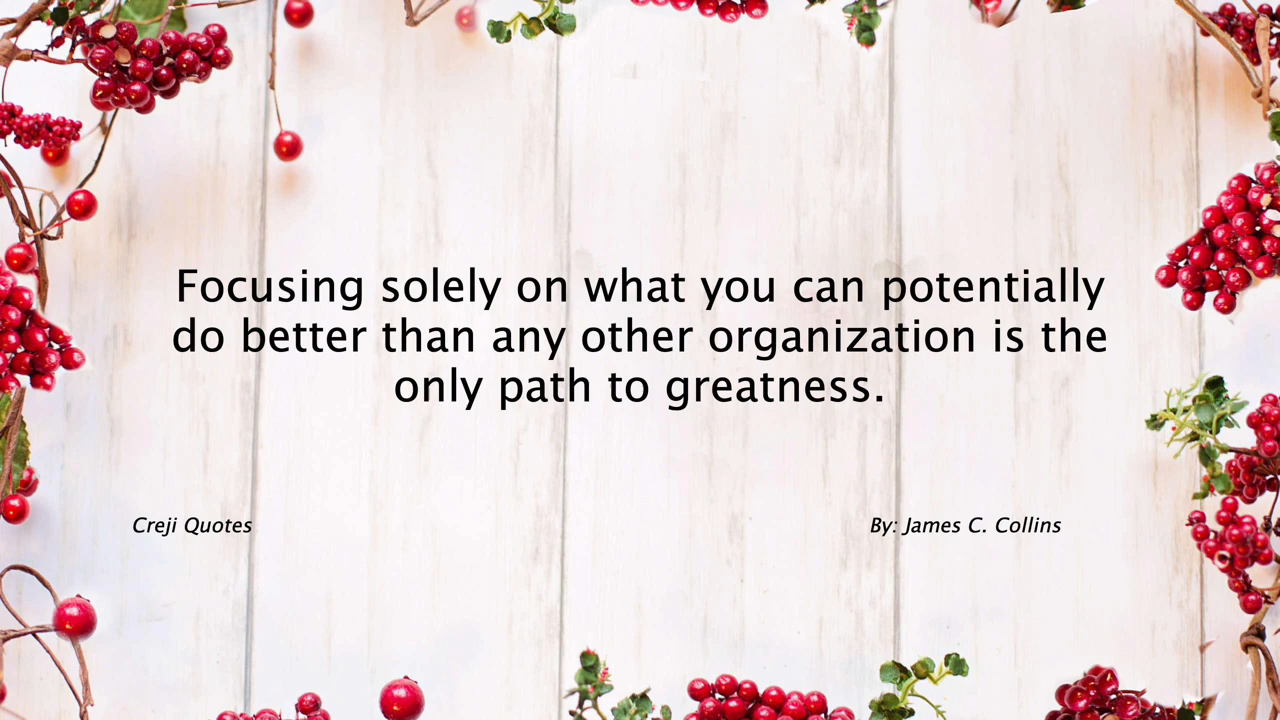 Focusing solely on what you can potentially
do better than any other organization is the
only path to greatness.
Creji Quotes
By: James C. Collins